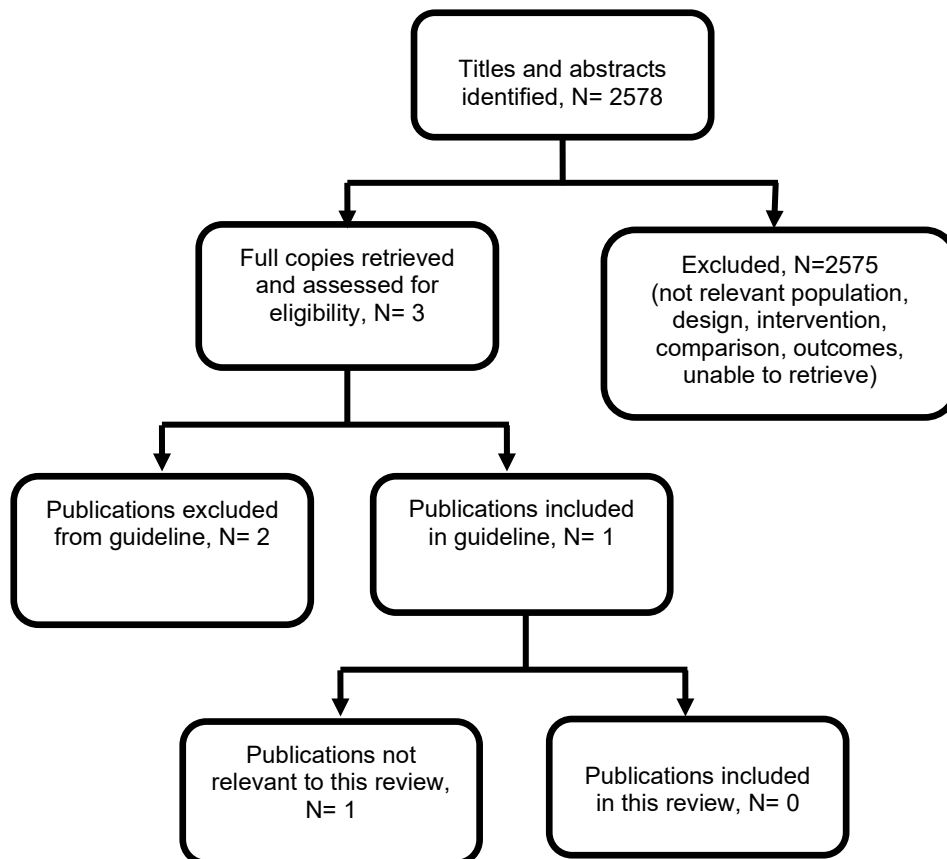 Titles and abstracts
identified, N= 2578
Full copies retrieved
and assessed for
eligibility, N= 3
Excluded, N=2575
(not relevant population,
design, intervention,
comparison, outcomes,
unable to retrieve)
Publications excluded
from guideline, N= 2
Publications included
in guideline, N= 1
Publications not
relevant to this review,
N= 1
Publications included
in this review, N= 0